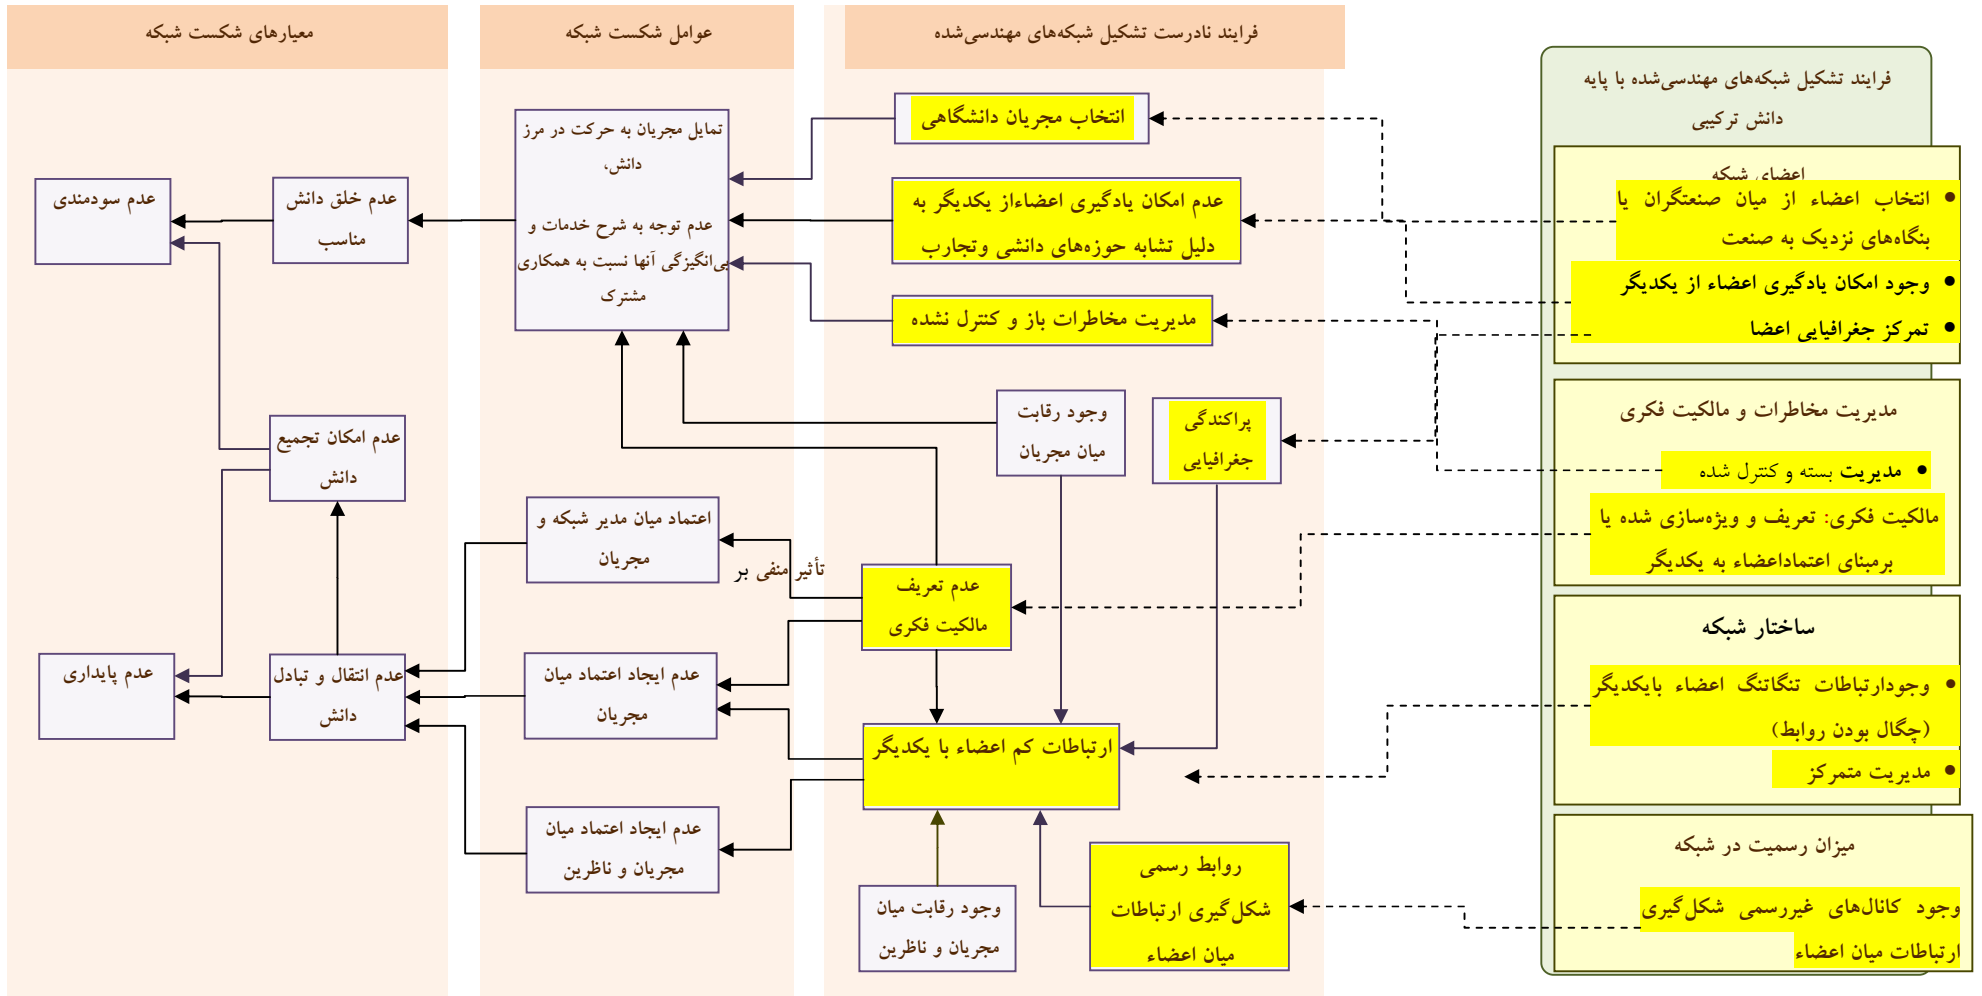 فرایند تشکیل شبکه‌های مهندسی‌شده با پایه
دانش ترکیبی
اعضای شبکه
• انتخاب اعضاء از میان صنعتگران یا
بنگاه‌های نزدیک به صنعت
• وجود امکان یادگیری اعضاء از یکدیگر
• تمرکز جغرافیایی اعضا
مدیریت مخاطرات و مالکیت فکری
• مدیریت بسته و کنترل شده
مالکیت فکری: تعریف و ویژه‌سازی شده یا
برمبنای اعتماداعضاء به یکدیگر
ساختار شبکه
• وجودارتباطات تنگاتنگ اعضاء بایکدیگر
(چگال بودن روابط)
• مدیریت متمرکز
میزان رسمیت در شبکه
وجود کانال‌های غیررسمی شکل‌گیری
ارتباطات میان اعضاء
فرایند نادرست تشکیل شبکه‌های مهندسی‌شده
انتخاب مجریان دانشگاهی
عدم امکان یادگیری اعضاءاز یکدیگر به
دلیل تشابه حوزه‌های دانشی وتجارب
مدیریت مخاطرات باز و کنترل نشده
پراکندگی
جغرافیایی
وجود رقابت
میان مجریان
عدم تعریف
مالکیت فکری
ارتباطات کم اعضاء با یکدیگر
روابط رسمی
شکل‌گیری ارتباطات
میان اعضاء
وجود رقابت میان
مجریان و ناظرین
عوامل شکست شبکه
تمایل مجریان به حرکت در مرز
دانش،
عدم توجه به شرح خدمات و
بی‌انگیزگی آنها نسبت به همکاری
مشترک
اعتماد میان مدیر شبکه و
مجریان
تأثیر منفی بر
عدم ایجاد اعتماد میان
مجریان
عدم ایجاد اعتماد میان
مجریان و ناظرین
معیارهای شکست شبکه
عدم خلق دانش
مناسب
عدم سودمندی
عدم امکان تجمیع
دانش
عدم انتقال و تبادل
دانش
عدم پایداری